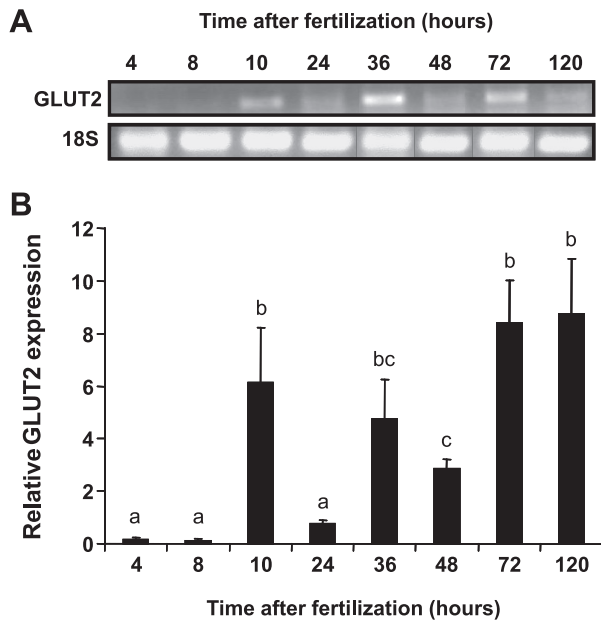 A
Time after fertilization (hours)
4 8 10 24 36 48 72 120
GLUT2
18S
B
Relative GLUT2 expression
12
10
8
6
4
2
0
a a b a bc c b b
4 8 10 24 36 48 72 120
Time after fertilization (hours)